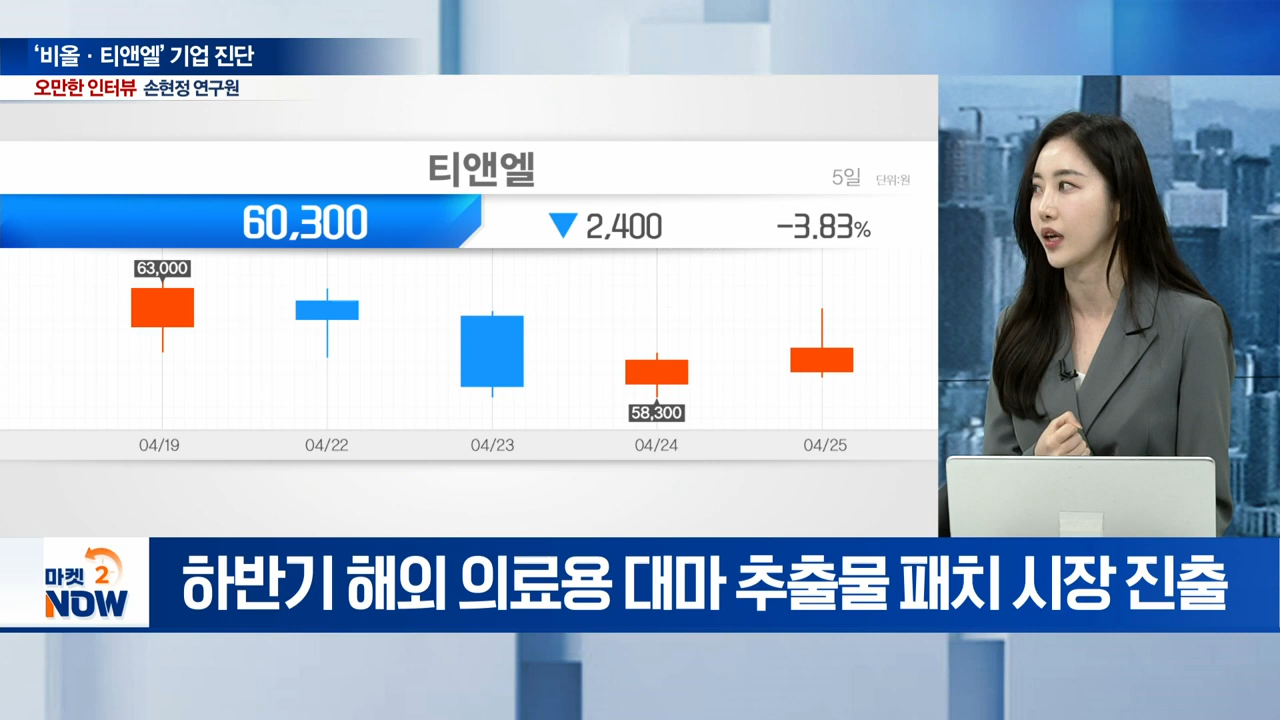 ‘비올 · 티앤엘’ 기업 진단
오만한 인터뷰 손현정 연구원
티앤엘
5일 단위:원
60,300 ▼ 2,400 -3.83%
63,000
58,300
04/19 04/22 04/23 04/24 04/25
마켓 2
NOW
하반기 해외 의료용 대마 추출물 패치 시장 진출